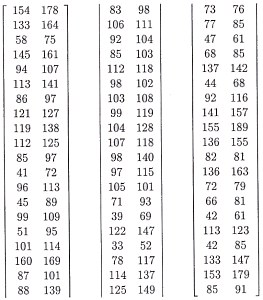 154 178 83 98 73 76
133 164 106 111 77 85
58 75 92 104 47 61
145 161 85 103 68 85
94 107 112 118 137 142
113 141 98 102 44 68
86 97 103 108 92 116
121 127 99 119 141 157
119 138 104 128 155 189
112 125 107 118 136 155
85 97 98 140 82 81
41 72 97 115 136 163
96 113 105 101 72 79
45 89 71 93 66 81
99 109 39 69 42 61
51 95 122 147 113 123
101 114 33 52 42 85
160 169 78 117 133 147
87 101 114 137 153 179
88 139 125 149 85 91